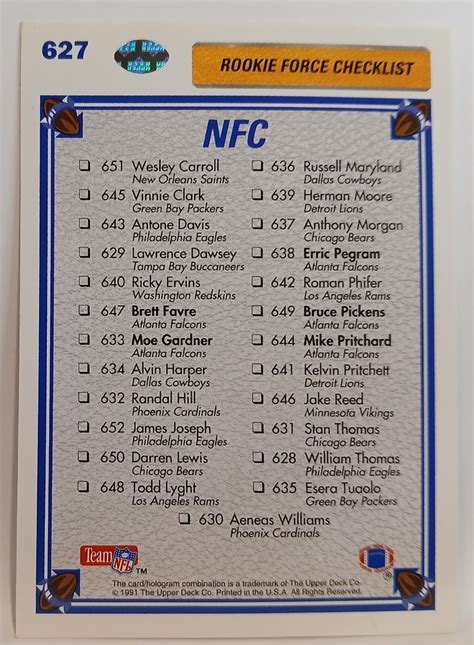 627
ROOKIE FORCE CHECKLIST
NFC
651 Wesley Carroll
New Orleans Saints
645 Vinnie Clark
Green Bay Packers
643 Antone Davis
Philadelphia Eagles
629 Lawrence Dawsey
Tampa Bay Buccaneers
640 Ricky Ervins
Washington Redskins
647 Brett Favre
Atlanta Falcons
633 Moe Gardner
Atlanta Falcons
634 Alvin Harper
Dallas Cowboys
632 Randal Hill
Phoenix Cardinals
652 James Joseph
Philadelphia Eagles
650 Darren Lewis
Chicago Bears
648 Todd Lyght
Los Angeles Rams
636 Russell Maryland
Dallas Cowboys
639 Herman Moore
Detroit Lions
637 Anthony Morgan
Chicago Bears
638 Erric Pegram
Atlanta Falcons
642 Roman Phifer
Los Angeles Rams
649 Bruce Pickens
Atlanta Falcons
644 Mike Pritchard
Atlanta Falcons
641 Kelvin Pritchett
Detroit Lions
646 Jake Reed
Minnesota Vikings
631 Stan Thomas
Chicago Bears
628 William Thomas
Philadelphia Eagles
635 Esera Tuaolo
Green Bay Packers
630 Aeneas Williams
Phoenix Cardinals
Team NFL TM
®
The card/hologram combination is a trademark of The Upper Deck Co.
© 1991 The Upper Deck Co. Printed in the U.S.A. All Rights Reserved.